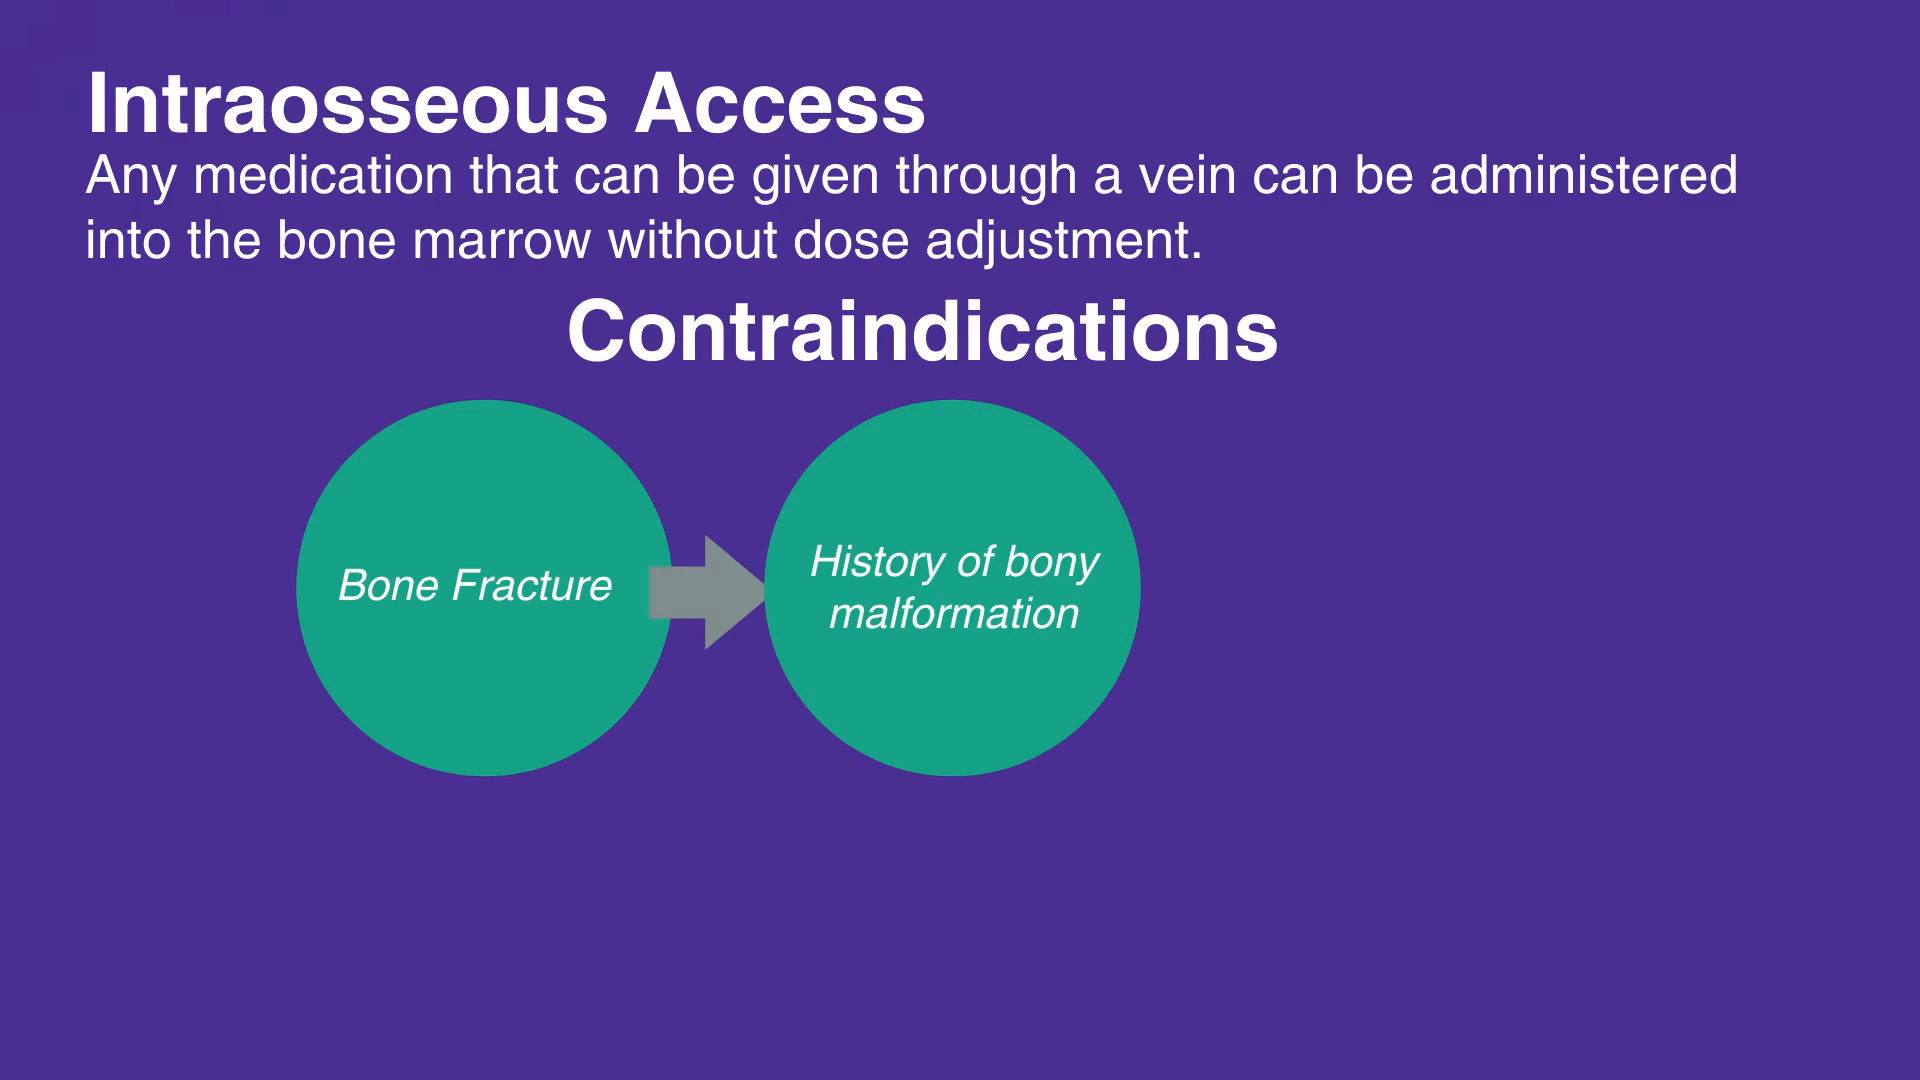 Intraosseous Access
Any medication that can be given through a vein can be administered
into the bone marrow without dose adjustment.
Contraindications
Bone Fracture
History of bony
malformation